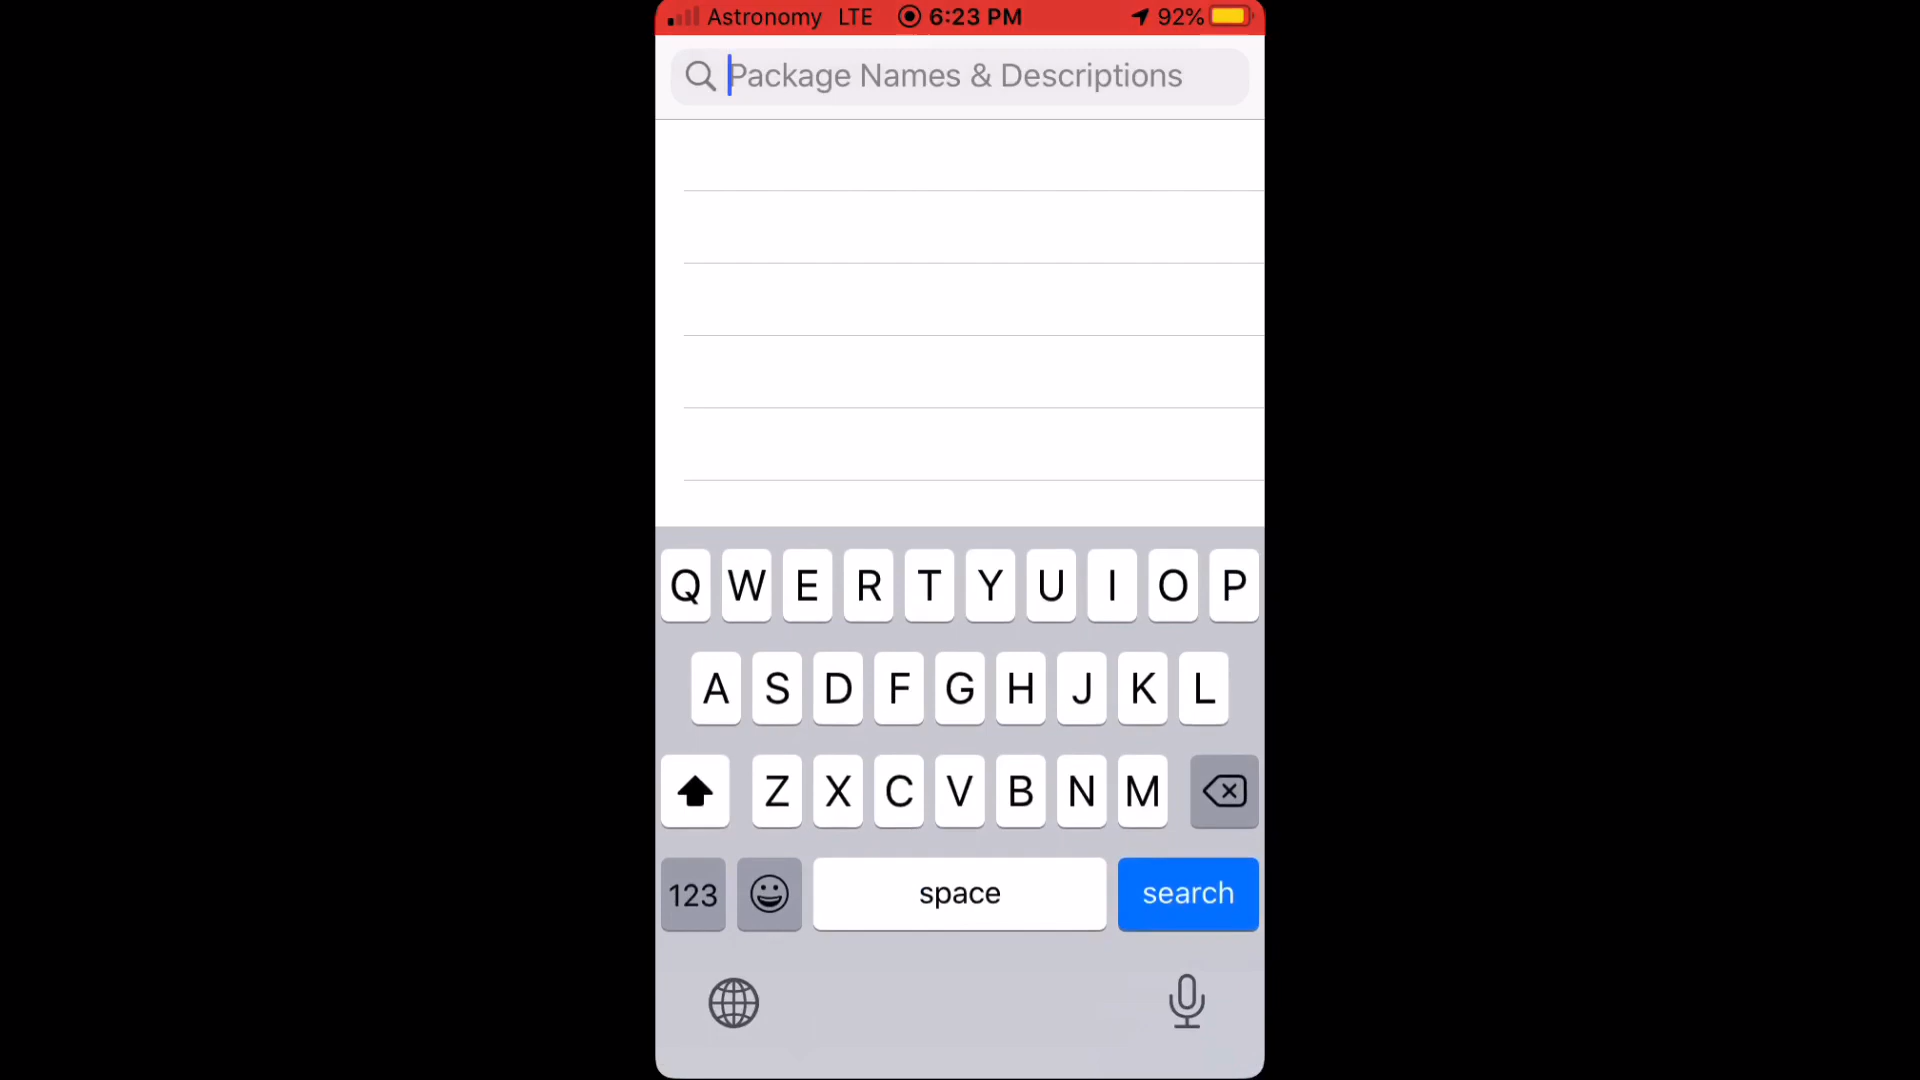 Astronomy LTE 6:23 PM 92%
Package Names & Descriptions
Q W E R T Y U I O P
A S D F G H J K L
Z X C V B N M
123 space search